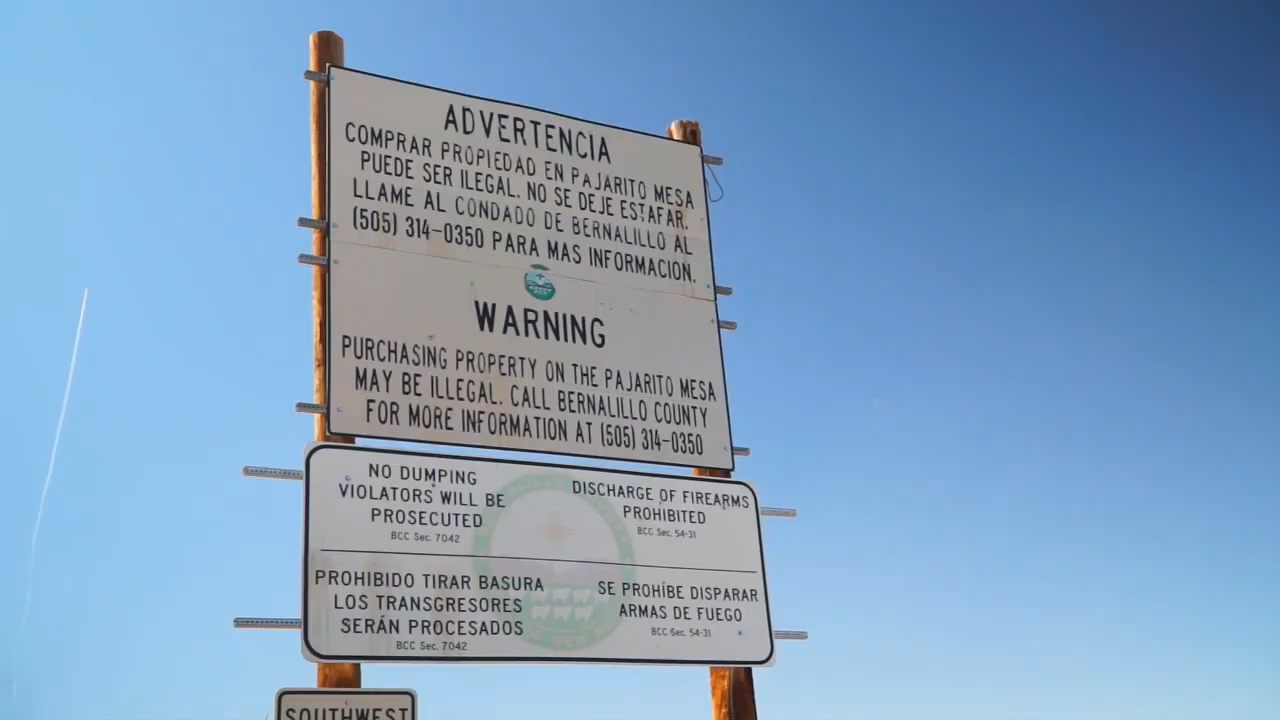 ADVERTENCIA
COMPRAR PROPIEDAD EN PAJARITO MESA
PUEDE SER ILEGAL. NO SE DEJE ESTAFAR.
LLAME AL CONDADO DE BERNALILLO AL
(505) 314-0350 PARA MAS INFORMACION.
WARNING
PURCHASING PROPERTY ON THE PAJARITO MESA
MAY BE ILLEGAL. CALL BERNALILLO COUNTY
FOR MORE INFORMATION AT (505) 314-0350
NO DUMPING
VIOLATORS WILL BE
PROSECUTED
BCC Sec. 7042
DISCHARGE OF FIREARMS
PROHIBITED
BCC Sec. 54-31
PROHIBIDO TIRAR BASURA
LOS TRANSGRESORES
SERÁN PROCESADOS
BCC Sec. 7042
SE PROHÍBE DISPARAR
ARMAS DE FUEGO
BCC Sec. 54-31
SOUTHWEST